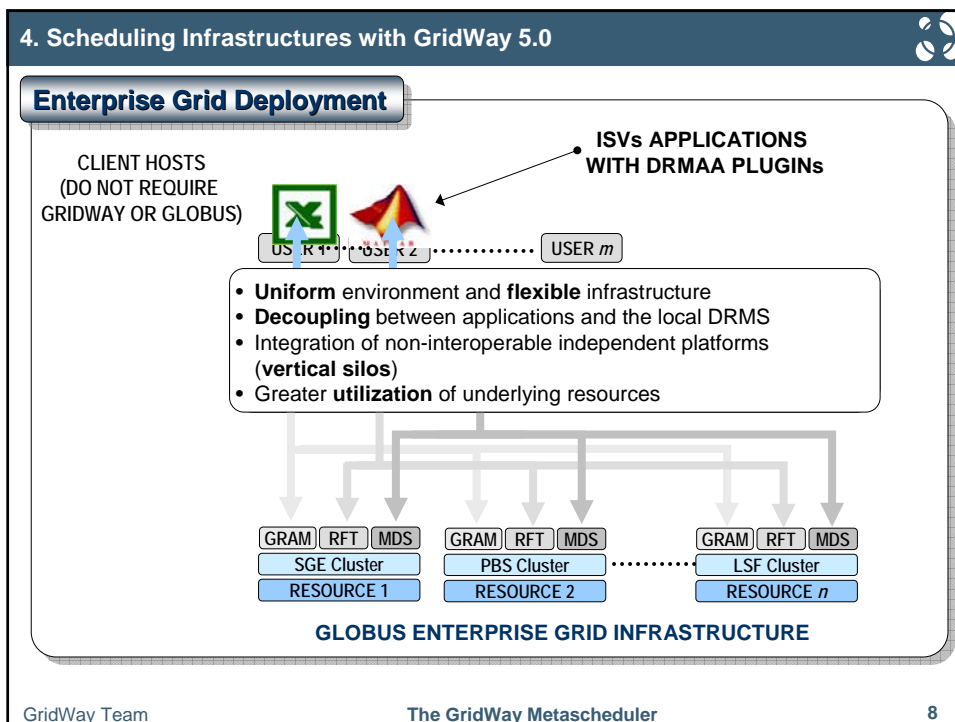 4. Scheduling Infrastructures with GridWay 5.0
Enterprise Grid Deployment
ISVs APPLICATIONS
WITH DRMAA PLUGINs
CLIENT HOSTS
(DO NOT REQUIRE
GRIDWAY OR GLOBUS)
USER 1
USER 2
USER m
• Uniform environment and flexible infrastructure
• Decoupling between applications and the local DRMS
• Integration of non-interoperable independent platforms
(vertical silos)
• Greater utilization of underlying resources
GRAM RFT MDS
SGE Cluster
RESOURCE 1
GRAM RFT MDS
PBS Cluster
RESOURCE 2
GRAM RFT MDS
LSF Cluster
RESOURCE n
GLOBUS ENTERPRISE GRID INFRASTRUCTURE
GridWay Team
The GridWay Metascheduler
8